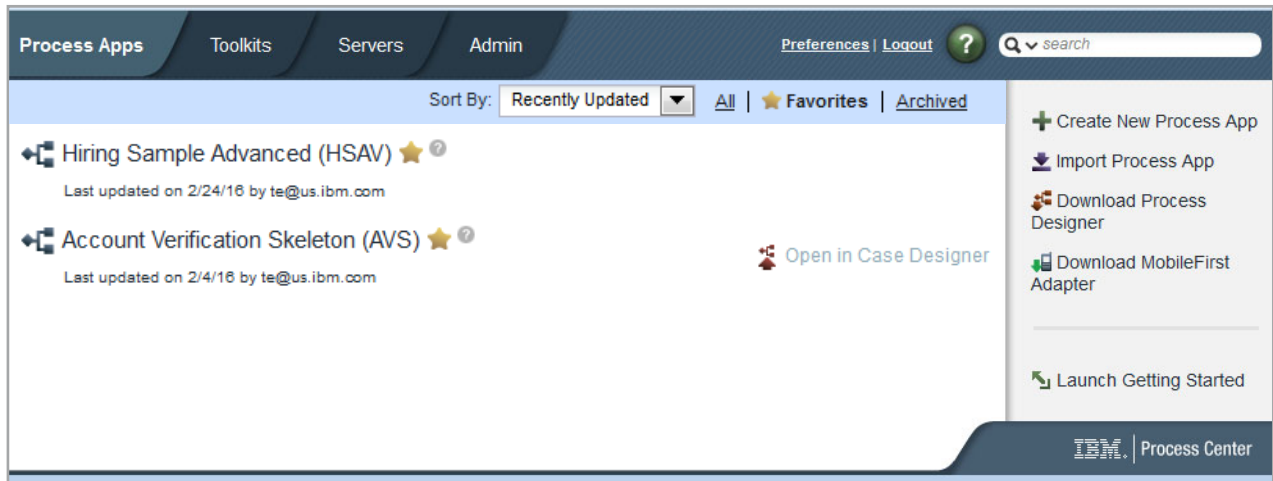 Process Apps Toolkits Servers Admin Preferences | Logout ? search
Sort By: Recently Updated All | Favorites | Archived
Hiring Sample Advanced (HSAV) ?
Last updated on 2/24/16 by te@us.ibm.com
Account Verification Skeleton (AVS) ?
Last updated on 2/4/16 by te@us.ibm.com
Open in Case Designer
Create New Process App
Import Process App
Download Process
Designer
Download MobileFirst
Adapter
Launch Getting Started
IBM. | Process Center